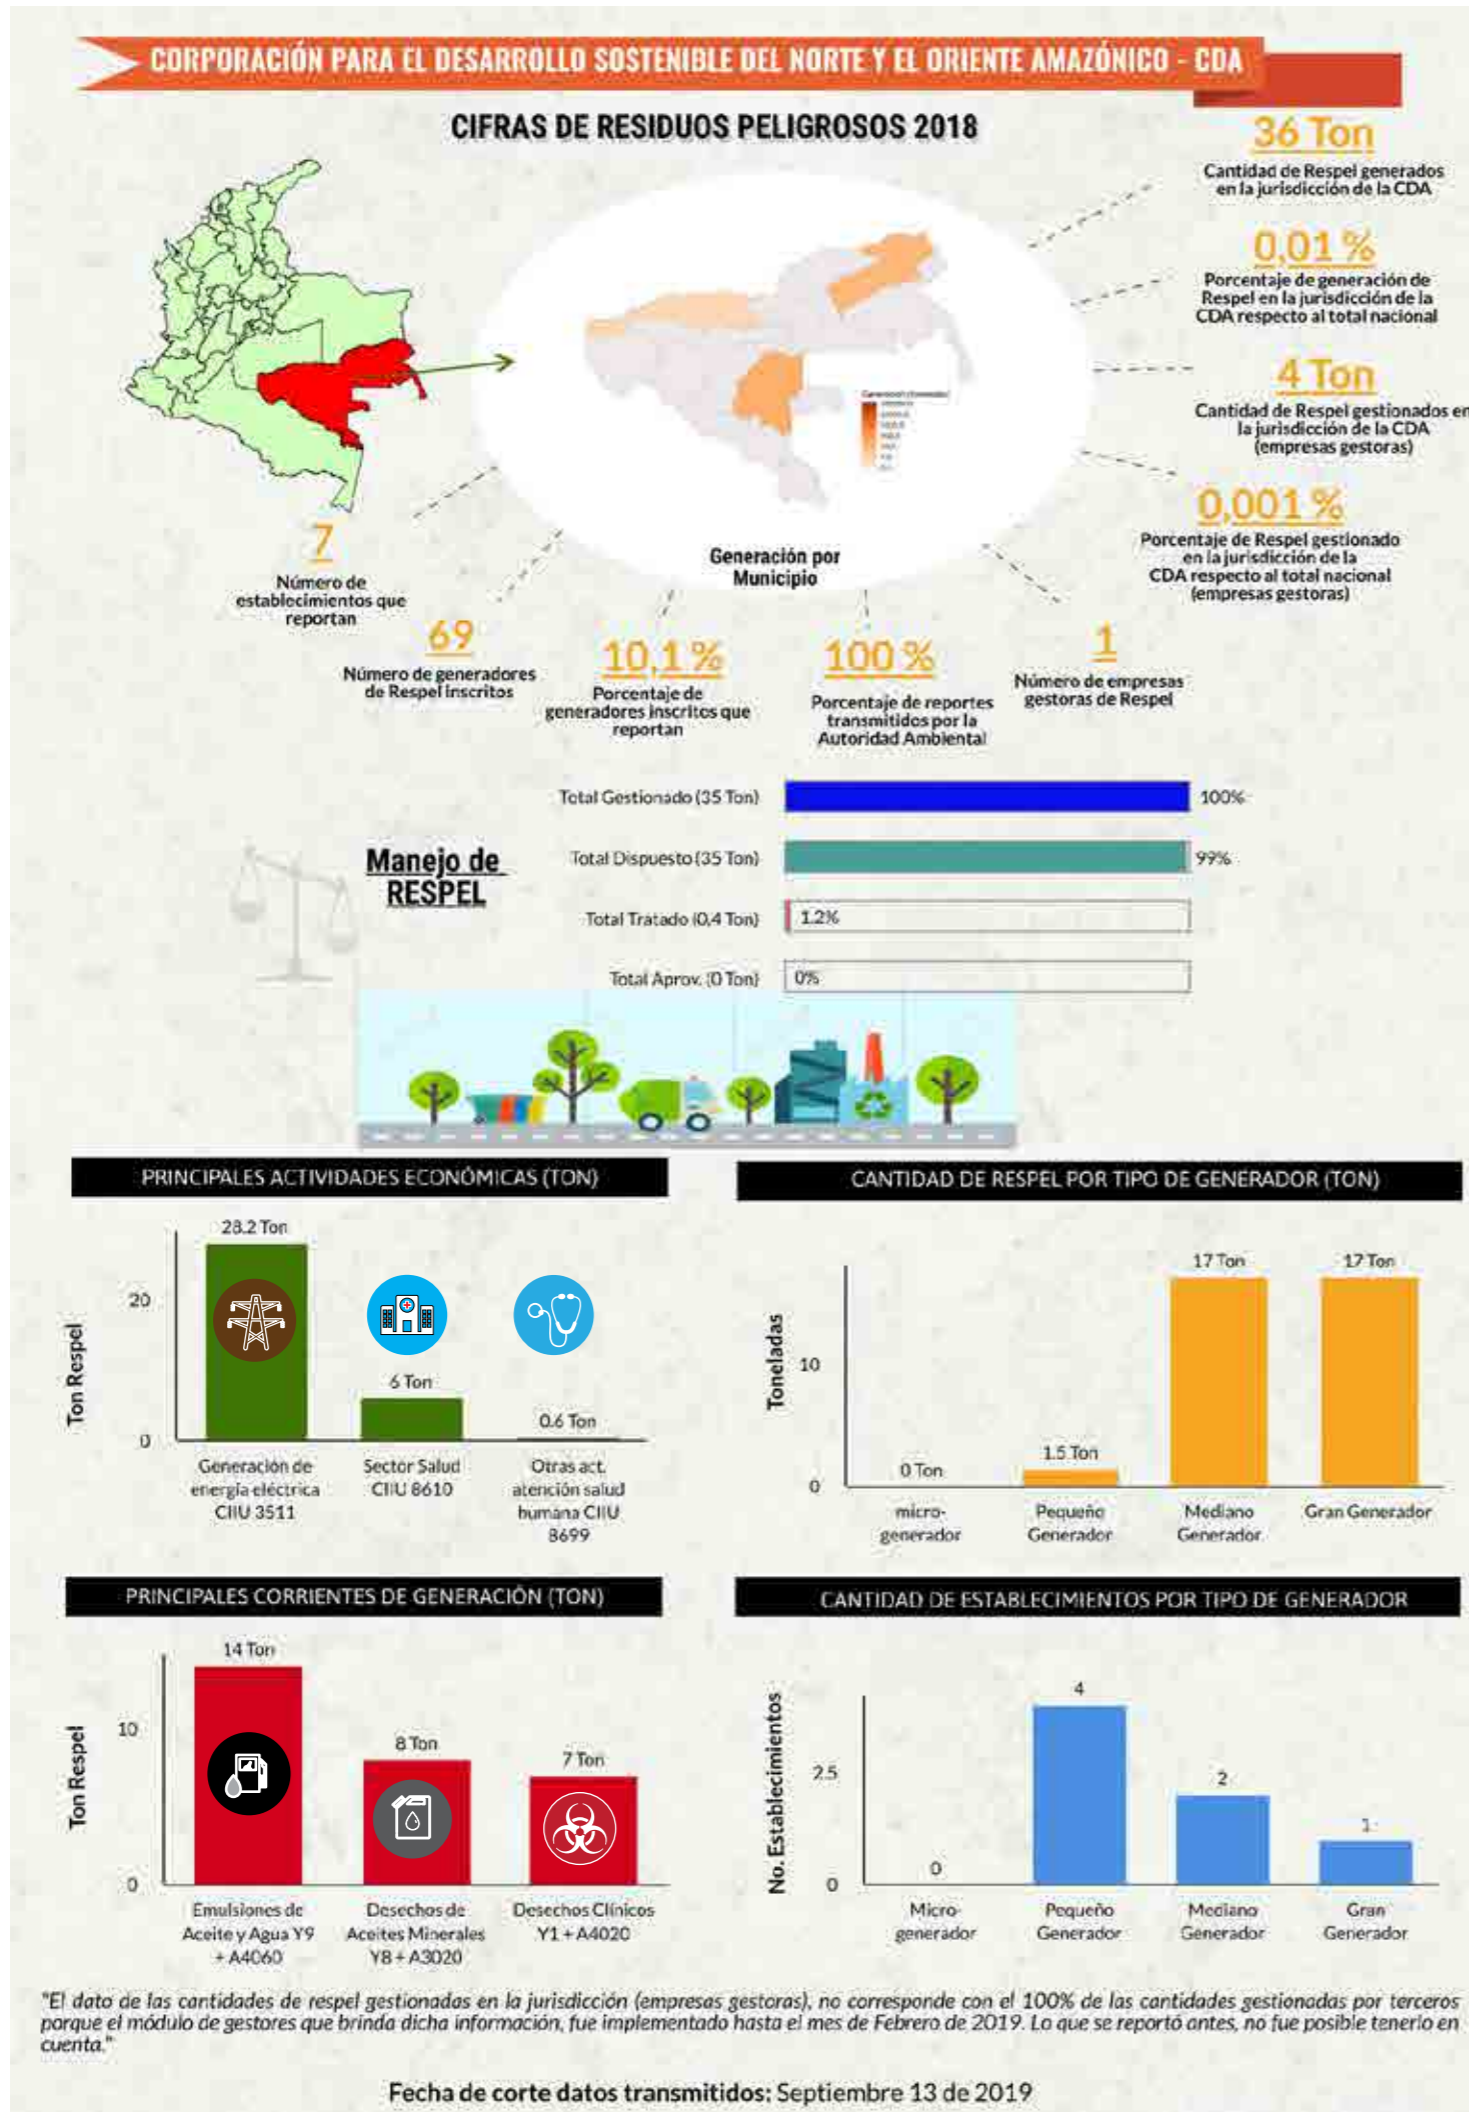 CORPORACIÓN PARA EL DESARROLLO SOSTENIBLE DEL NORTE Y EL ORIENTE AMAZÓNICO - CDA
CIFRAS DE RESIDUOS PELIGROSOS 2018
36 Ton
Cantidad de Respel generados
en la jurisdicción de la CDA
0,01 %
Porcentaje de generación de
Respel en la jurisdicción de la
CDA respecto al total nacional
4 Ton
Cantidad de Respel gestionados en
la jurisdicción de la CDA
(empresas gestoras)
0,001 %
Porcentaje de Respel gestionado
en la jurisdicción de la
CDA respecto al total nacional
(empresas gestoras)
Generación por
Municipio
7
Número de
establecimientos que
reportan
69
Número de generadores
de Respel inscritos
10,1 %
Porcentaje de
generadores inscritos que
reportan
100 %
Porcentaje de reportes
transmitidos por la
Autoridad Ambiental
1
Número de empresas
gestoras de Respel
Manejo de
RESPEL
Total Gestionado (35 Ton)
100%
Total Dispuesto (35 Ton)
99%
Total Tratado (0,4 Ton)
1.2%
Total Aprov. (0 Ton)
0%
PRINCIPALES ACTIVIDADES ECONÓMICAS (TON)
Ton Respel
20
0
28.2 Ton
6 Ton
0.6 Ton
Generación de
energía eléctrica
CIIU 3511
Sector Salud
CIIU 8610
Otras act.
atención salud
humana CIIU
8699
CANTIDAD DE RESPEL POR TIPO DE GENERADOR (TON)
Toneladas
10
0
0 Ton
1.5 Ton
17 Ton
17 Ton
micro-
generador
Pequeño
Generador
Mediano
Generador
Gran Generador
PRINCIPALES CORRIENTES DE GENERACIÓN (TON)
Ton Respel
10
0
14 Ton
8 Ton
7 Ton
Emulsiones de
Aceite y Agua Y9
+ A4060
Desechos de
Aceites Minerales
Y8 + A3020
Desechos Clínicos
Y1 + A4020
CANTIDAD DE ESTABLECIMIENTOS POR TIPO DE GENERADOR
No. Establecimientos
2.5
0
0
4
2
1
Micro-
generador
Pequeño
Generador
Mediano
Generador
Gran
Generador
"El dato de las cantidades de respel gestionadas en la jurisdicción (empresas gestoras), no corresponde con el 100% de las cantidades gestionadas por terceros
porque el módulo de gestores que brinda dicha información, fue implementado hasta el mes de Febrero de 2019. Lo que se reportó antes, no fue posible tenerlo en
cuenta."
Fecha de corte datos transmitidos: Septiembre 13 de 2019